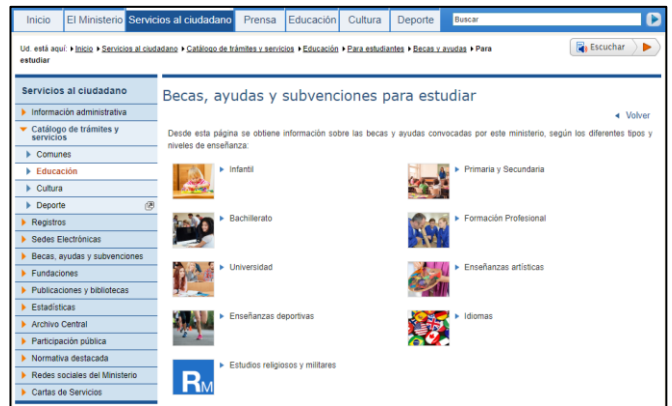 Inicio El Ministerio Servicios al ciudadano Prensa Educación Cultura Deporte Buscar
Ud. está aquí: Inicio Servicios al ciudadano Catálogo de trámites y servicios Educación Para estudiantes Becas y ayudas Para
estudiar
Escuchar
Servicios al ciudadano
Información administrativa
Catálogo de trámites y
servicios
Comunes
Educación
Cultura
Deporte
Registros
Sedes Electrónicas
Becas, ayudas y subvenciones
Fundaciones
Publicaciones y bibliotecas
Estadísticas
Archivo Central
Participación pública
Normativa destacada
Redes sociales del Ministerio
Cartas de Servicios
Becas, ayudas y subvenciones para estudiar
Volver
Desde esta página se obtiene información sobre las becas y ayudas convocadas por este ministerio, según los diferentes tipos y
niveles de enseñanza:
Infantil
Primaria y Secundaria
Bachillerato
Formación Profesional
Universidad
Enseñanzas artísticas
Enseñanzas deportivas
Idiomas
Estudios religiosos y militares
RM